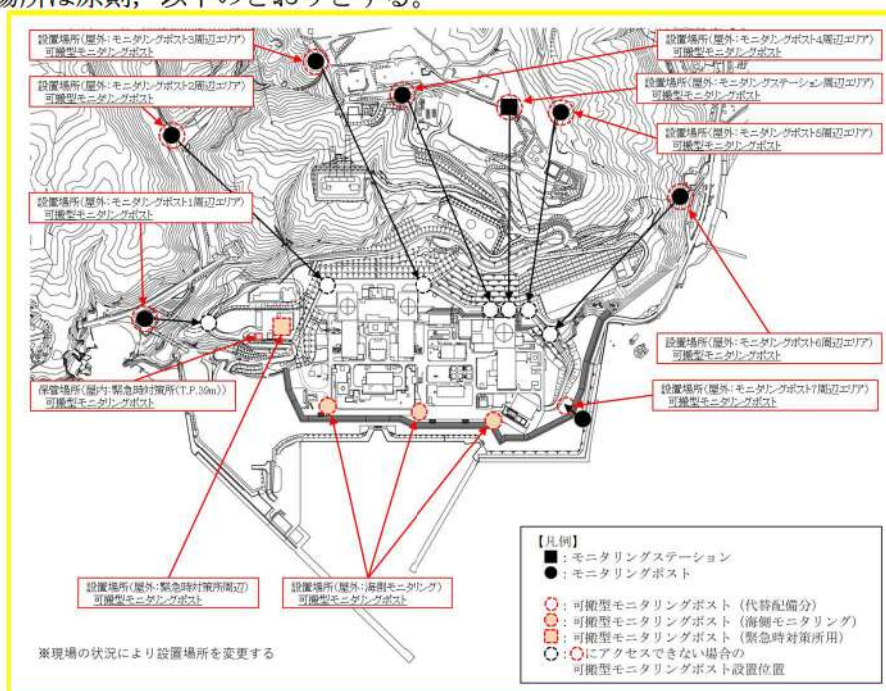 場所は原則，以下のとおりとする。
設置場所(屋外:モニタリングポスト3周辺エリア)
可搬型モニタリングポスト
設置場所(屋外:モニタリングポスト4周辺エリア)
可搬型モニタリングポスト
設置場所(屋外:モニタリングポスト2周辺エリア)
可搬型モニタリングポスト
設置場所(屋外:モニタリングステーション周辺エリア)
可搬型モニタリングポスト
設置場所(屋外:モニタリングポスト5周辺エリア)
可搬型モニタリングポスト
設置場所(屋外:モニタリングポスト1周辺エリア)
可搬型モニタリングポスト
設置場所(屋外:モニタリングポスト6周辺エリア)
可搬型モニタリングポスト
保管場所(屋内:緊急時対策所(T.P.39m))
可搬型モニタリングポスト
設置場所(屋外:モニタリングポスト7周辺エリア)
可搬型モニタリングポスト
設置場所(屋外:緊急時対策所周辺)
可搬型モニタリングポスト
設置場所(屋外:海側モニタリング)
可搬型モニタリングポスト
【凡例】
■:モニタリングステーション
●:モニタリングポスト
:可搬型モニタリングポスト（代替配備分）
:可搬型モニタリングポスト（海側モニタリング）
:可搬型モニタリングポスト（緊急時対策所用）
:にアクセスできない場合の
可搬型モニタリングポスト設置位置
※現場の状況により設置場所を変更する